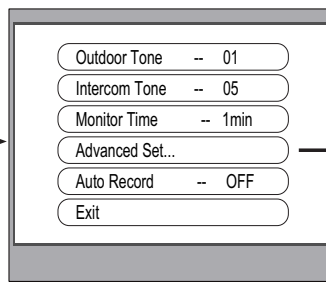 Outdoor Tone -- 01
Intercom Tone -- 05
Monitor Time -- 1min
Advanced Set...
Auto Record -- OFF
Exit